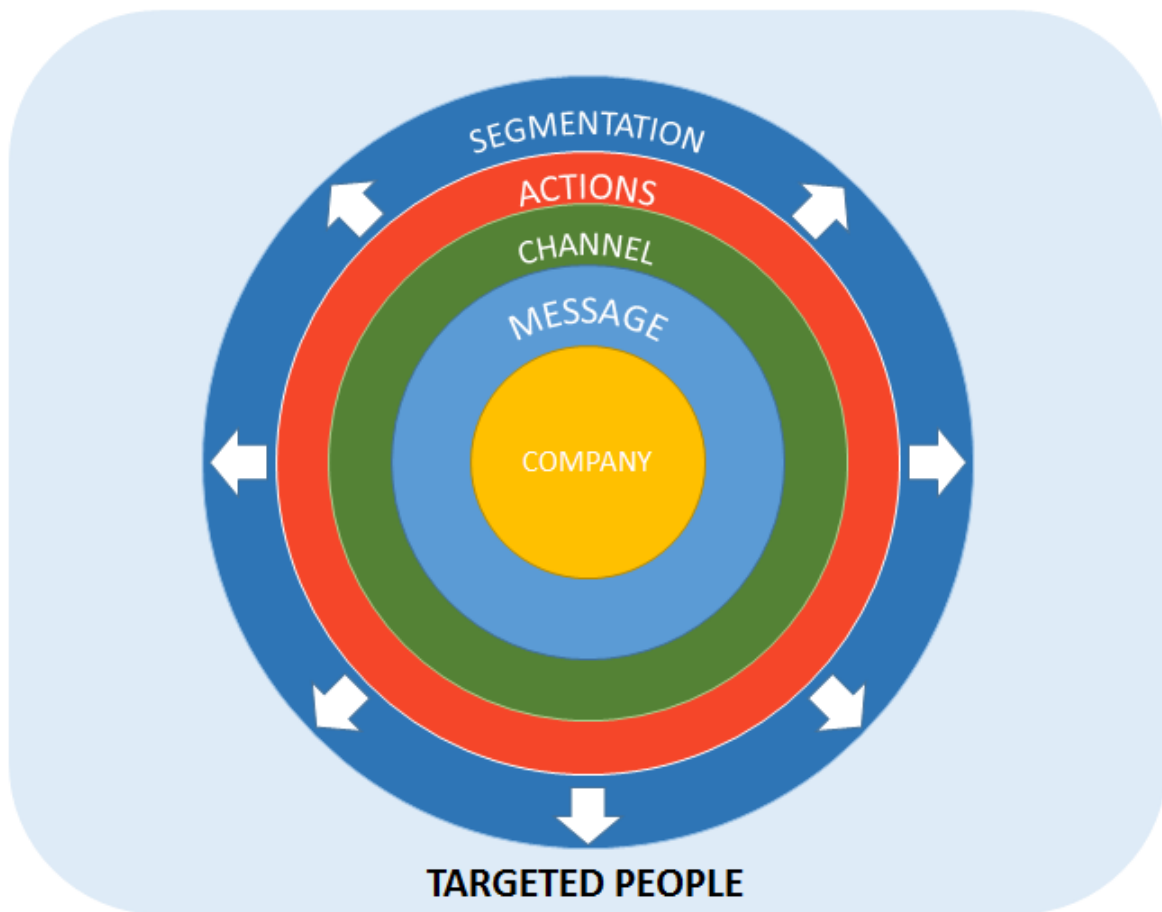 SEGMENTATION
ACTIONS
CHANNEL
MESSAGE
COMPANY
TARGETED PEOPLE